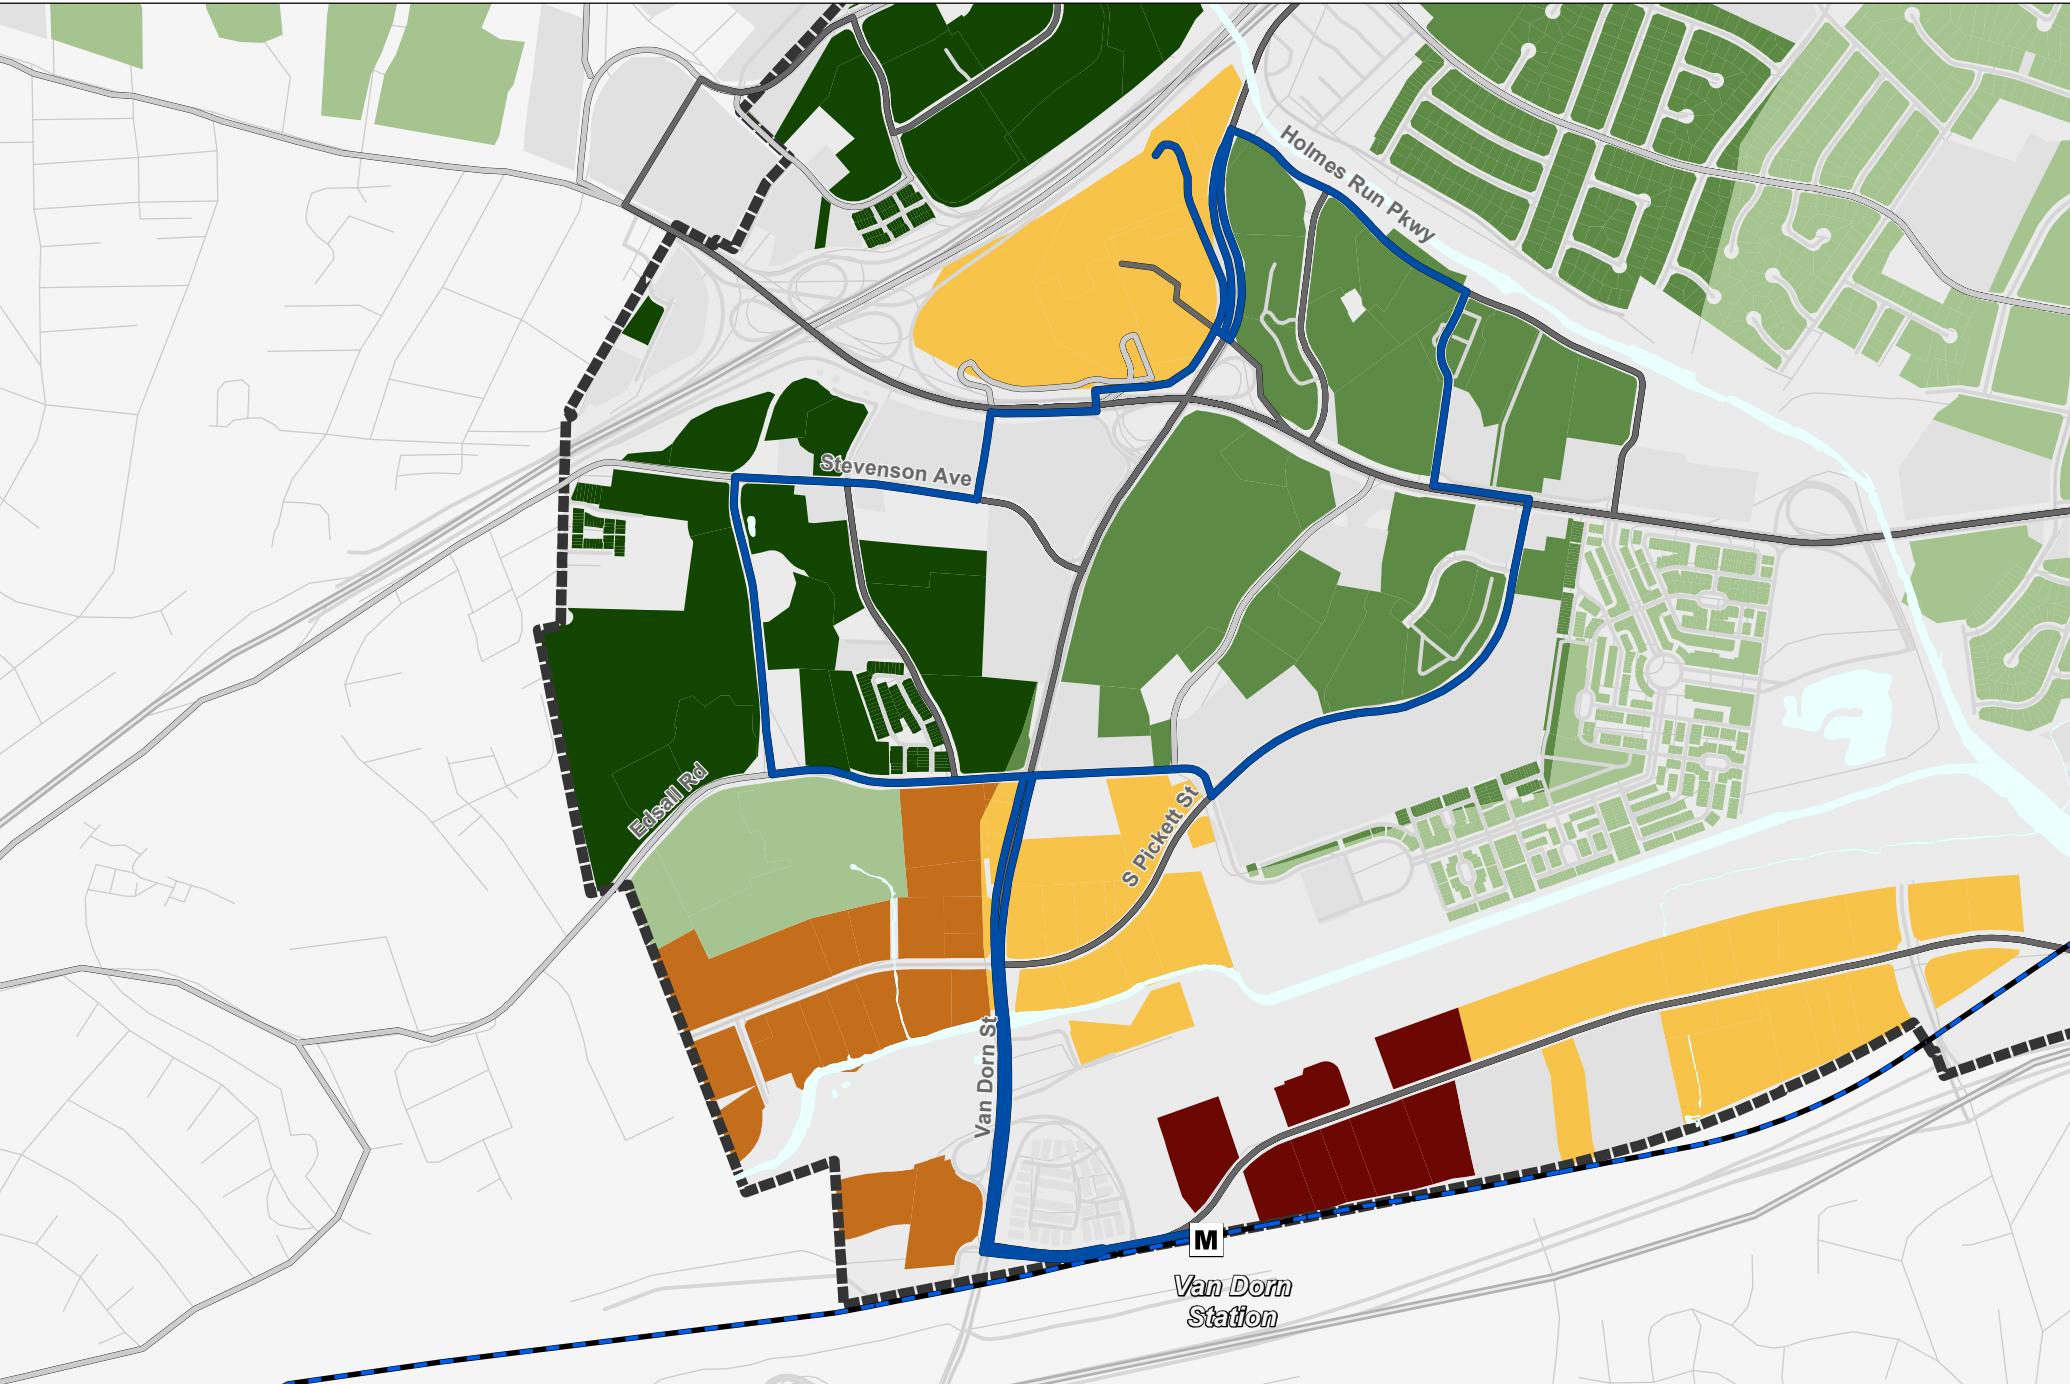 Holmes Run Pkwy
Stevenson Ave
Edsall Rd
S Pickett St
Van Dorn St
M
Van Dorn
Station